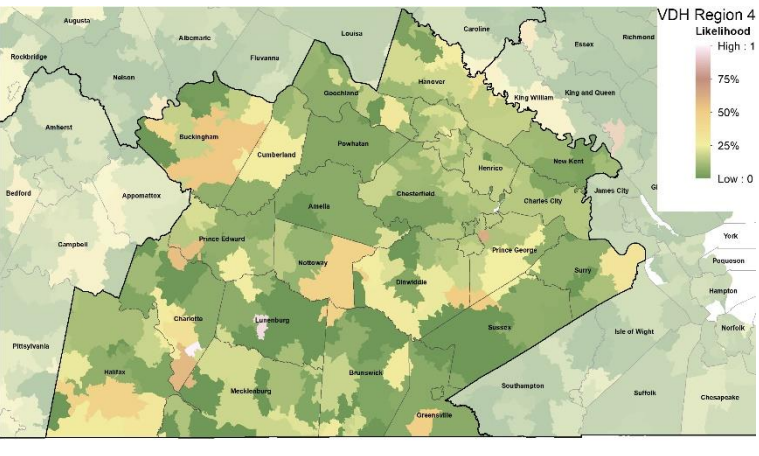 VDH Region 4
Likelihood
High : 1
75%
50%
25%
Low : 0
Augusta
Albemarle
Louisa
Caroline
Essex
Richmond
Rockbridge
Nelson
Fluvanna
Goochland
Hanover
King William
King and Queen
Amherst
Buckingham
Cumberland
Powhatan
Henrico
New Kent
Bedford
Appomattox
Amelia
Chesterfield
Charles City
James City
Gl
Campbell
Prince Edward
Nottoway
Dinwiddie
Prince George
Surry
York
Poquoson
Hampton
Norfolk
Pittsylvania
Charlotte
Lunenburg
Sussex
Isle of Wight
Halifax
Mecklenburg
Brunswick
Greensville
Southampton
Suffolk
Chesapeake